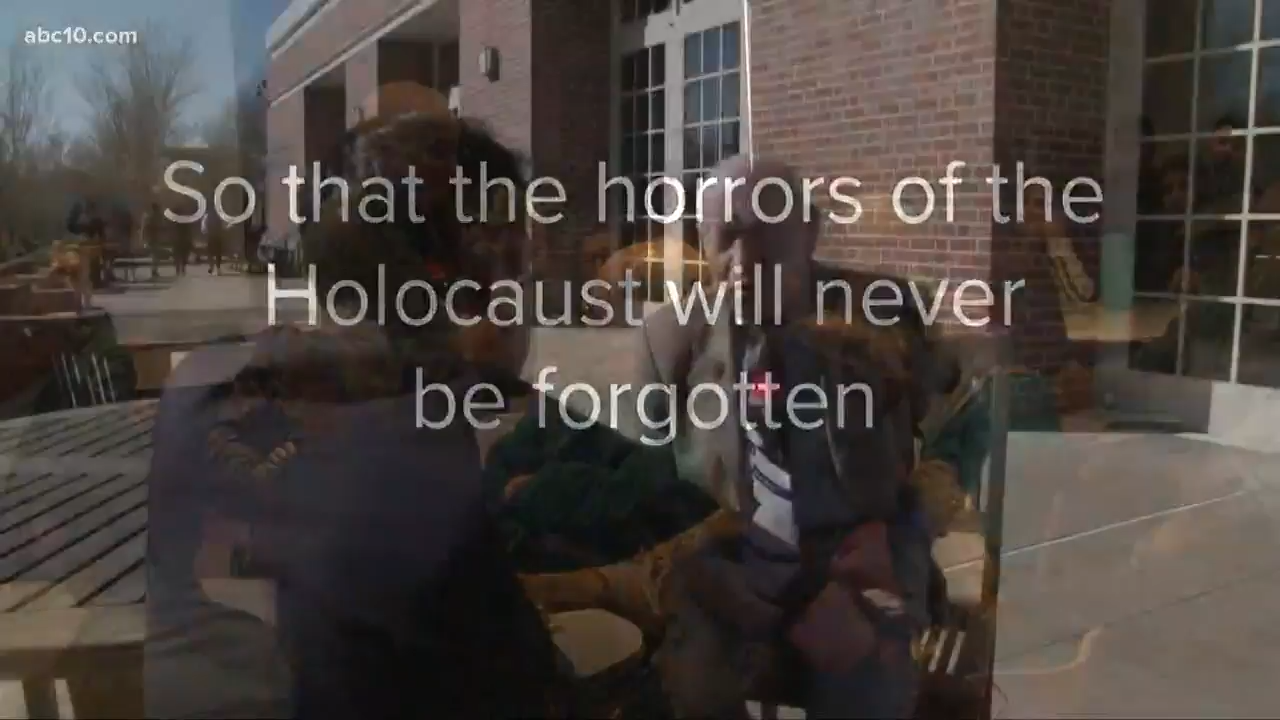 abc10.com
So that the horrors of the
Holocaust will never
be forgotten